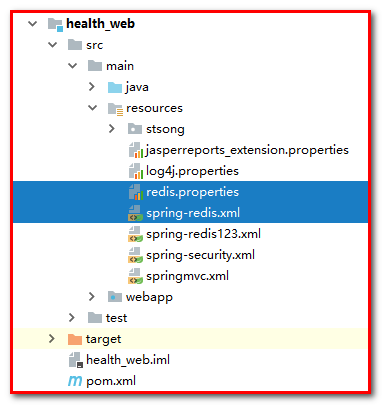 health_web
src
main
java
resources
stsong
jasperreports_extension.properties
log4j.properties
redis.properties
spring-redis.xml
spring-redis123.xml
spring-security.xml
springmvc.xml
webapp
test
target
health_web.iml
pom.xml